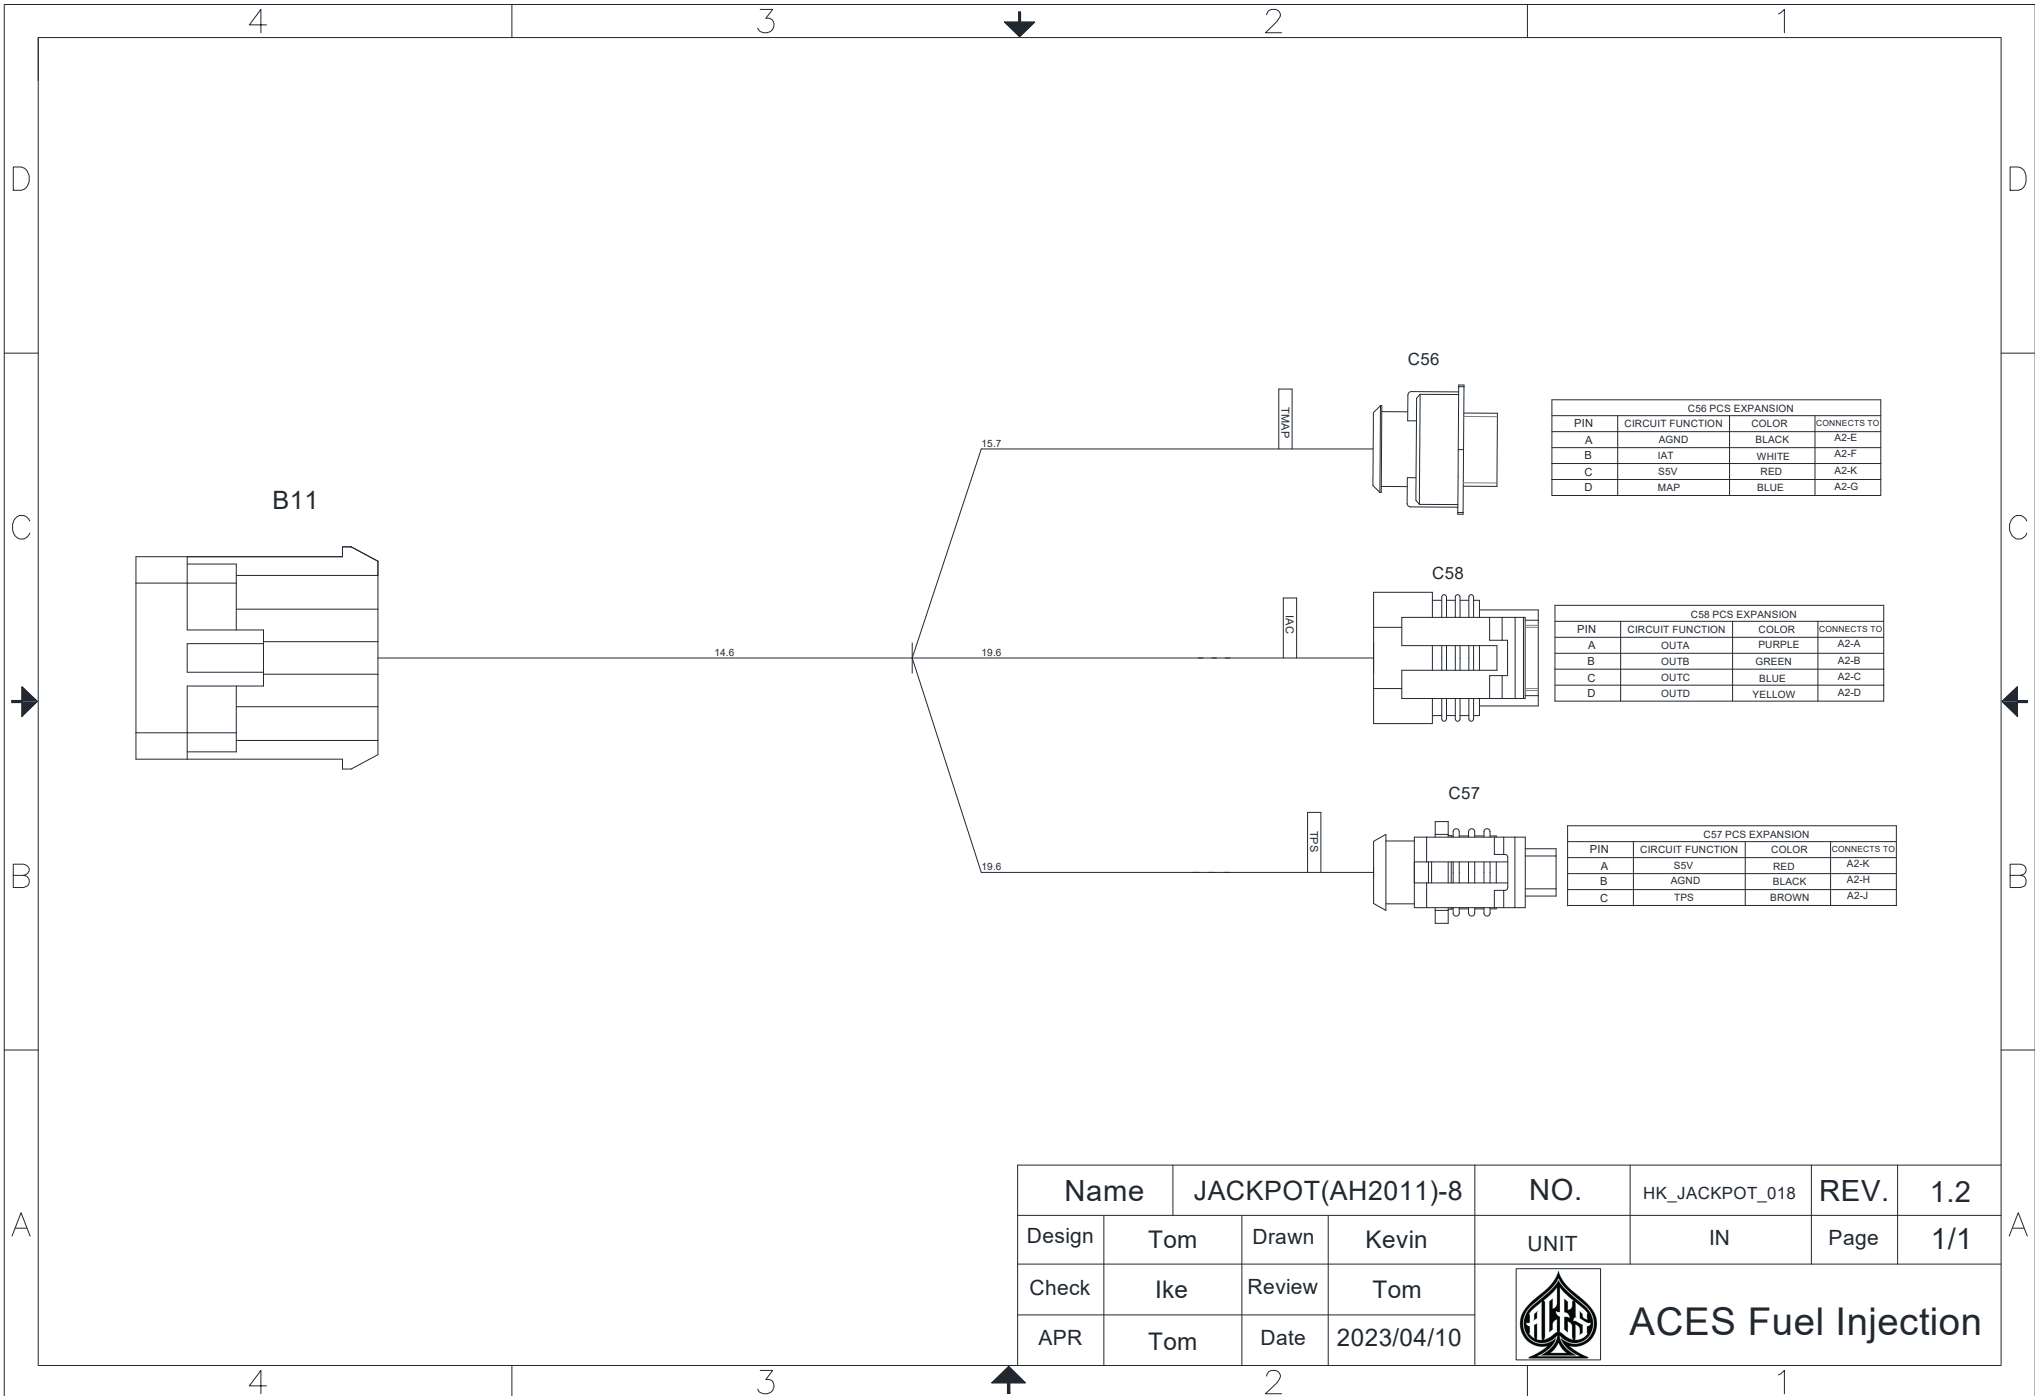 4 3 2 1
D D
C56
TMAP
15.7
C56 PCS EXPANSION
PIN CIRCUIT FUNCTION COLOR CONNECTS TO
A AGND BLACK A2-E
B IAT WHITE A2-F
C S5V RED A2-K
D MAP BLUE A2-G
B11
C C
C58
IAC
14.6 19.6
C58 PCS EXPANSION
PIN CIRCUIT FUNCTION COLOR CONNECTS TO
A OUTA PURPLE A2-A
B OUTB GREEN A2-B
C OUTC BLUE A2-C
D OUTD YELLOW A2-D
C57
TPS
19.6
C57 PCS EXPANSION
PIN CIRCUIT FUNCTION COLOR CONNECTS TO
A S5V RED A2-K
B AGND BLACK A2-H
C TPS BROWN A2-J
B B
Name JACKPOT(AH2011)-8 NO. HK_JACKPOT_018 REV. 1.2
Design Tom Drawn Kevin UNIT IN Page 1/1
Check Ike Review Tom
APR Tom Date 2023/04/10
ACES
ACES Fuel Injection
A A
4 3 2 1